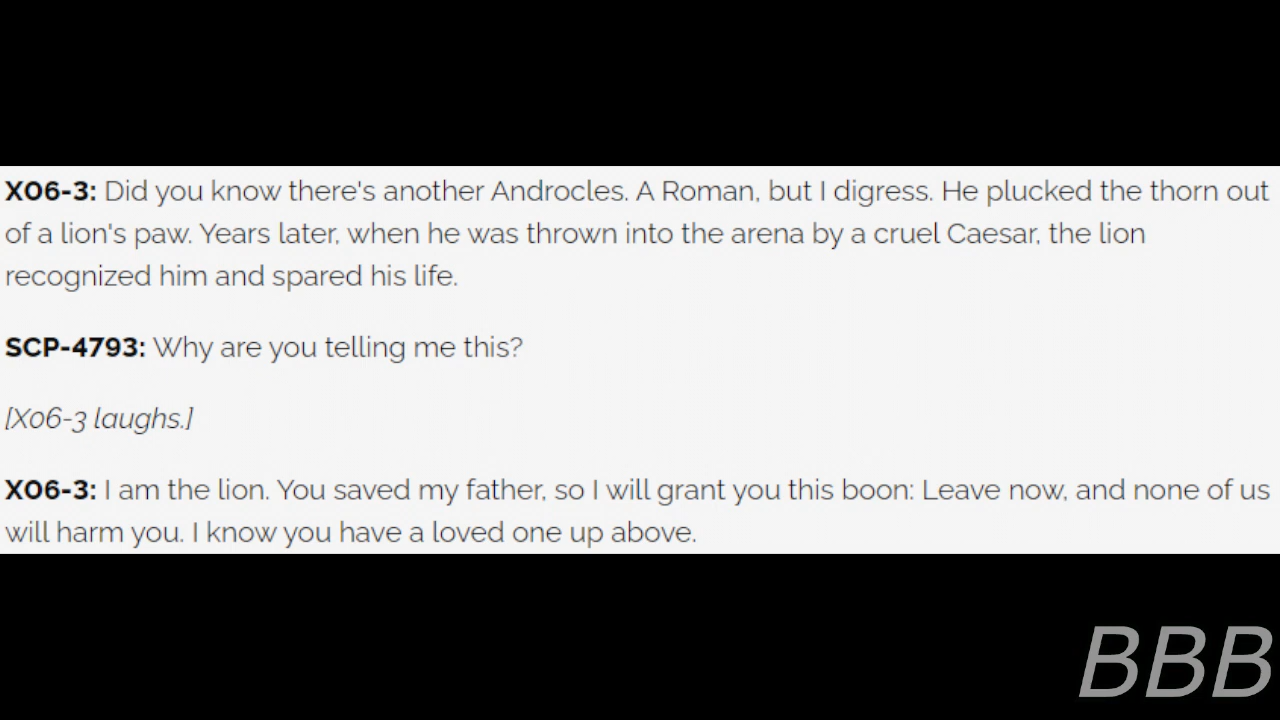 X06-3: Did you know there's another Androcles. A Roman, but I digress. He plucked the thorn out
of a lion's paw. Years later, when he was thrown into the arena by a cruel Caesar, the lion
recognized him and spared his life.
SCP-4793: Why are you telling me this?
[X06-3 laughs.]
X06-3: I am the lion. You saved my father, so I will grant you this boon: Leave now, and none of us
will harm you. I know you have a loved one up above.
BBB